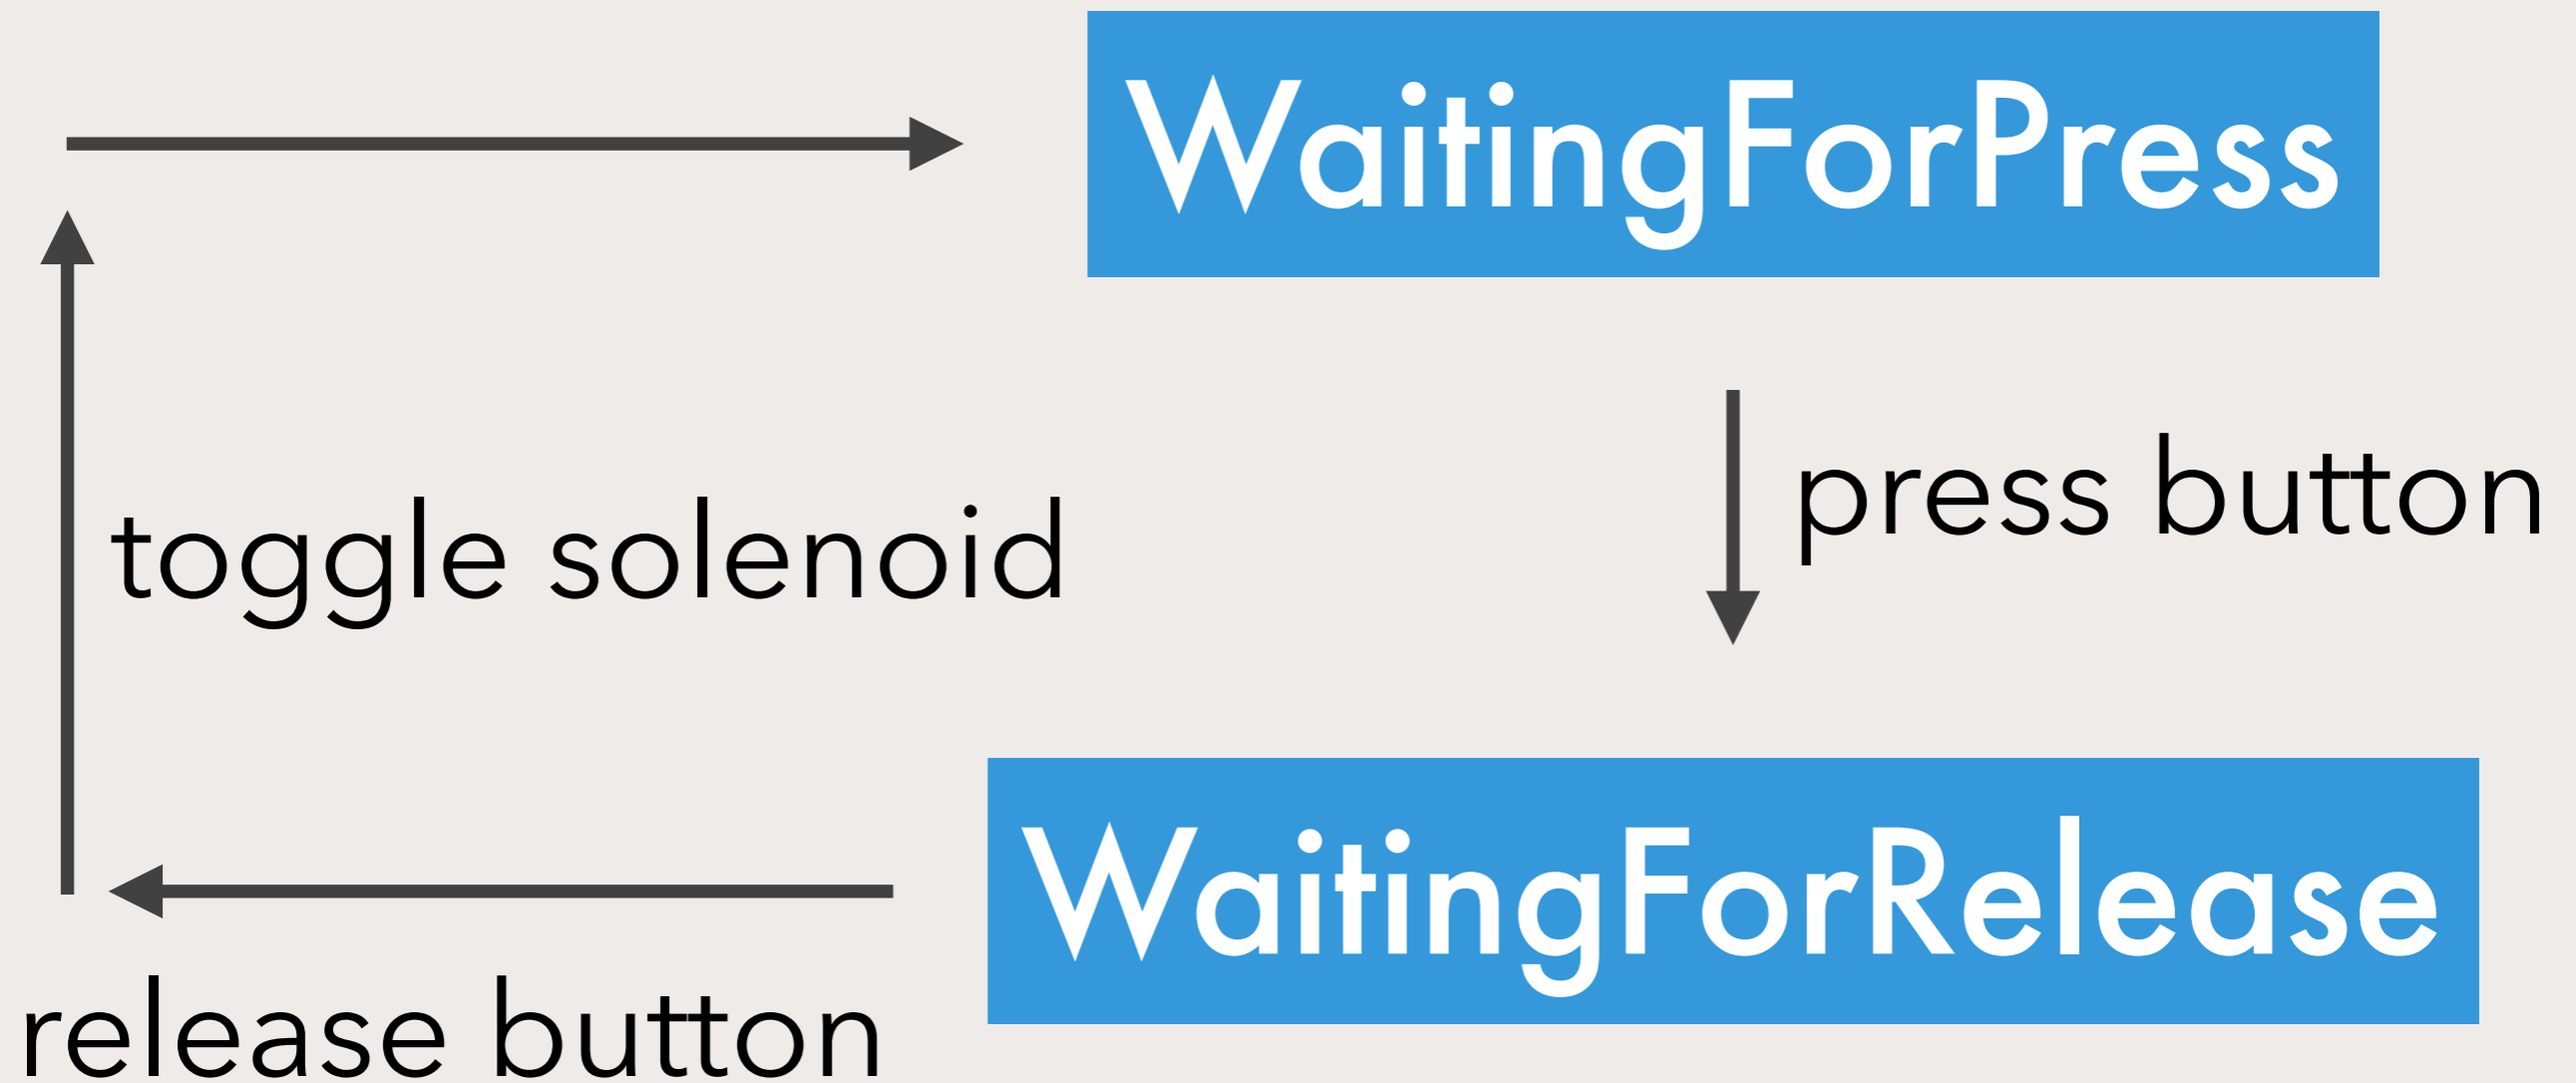 WaitingForPress
press button
toggle solenoid
WaitingForRelease
release button